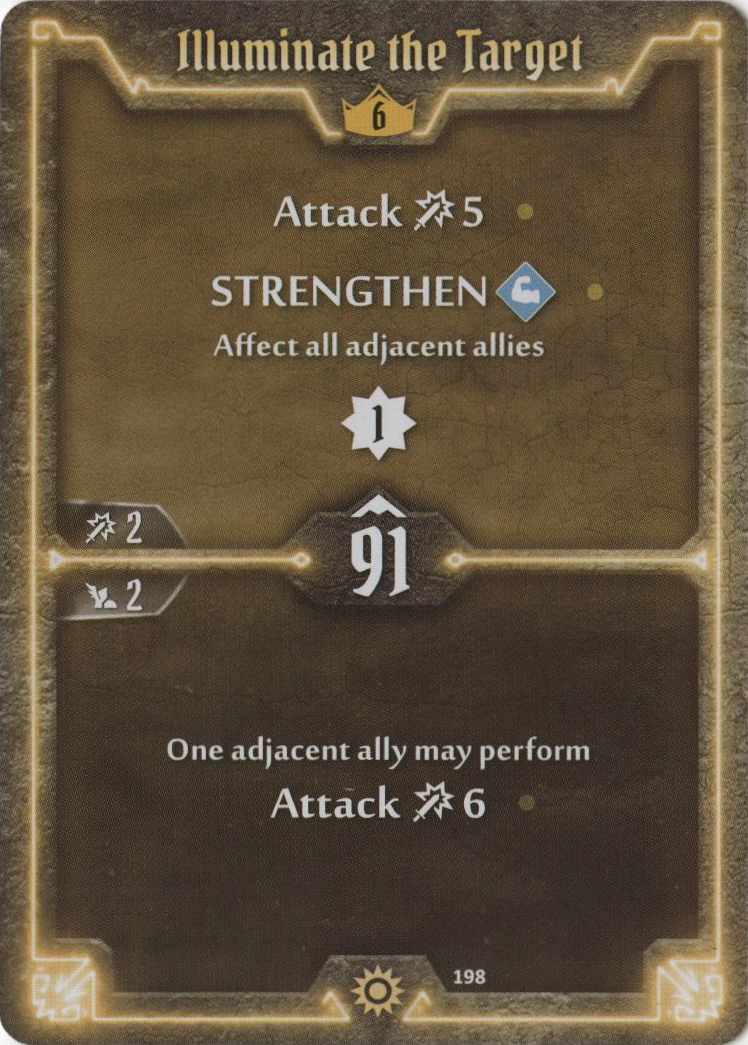 Illuminate the Target
6
Attack 5
STRENGTHEN
Affect all adjacent allies
1
2
91
2
One adjacent ally may perform
Attack 6
198